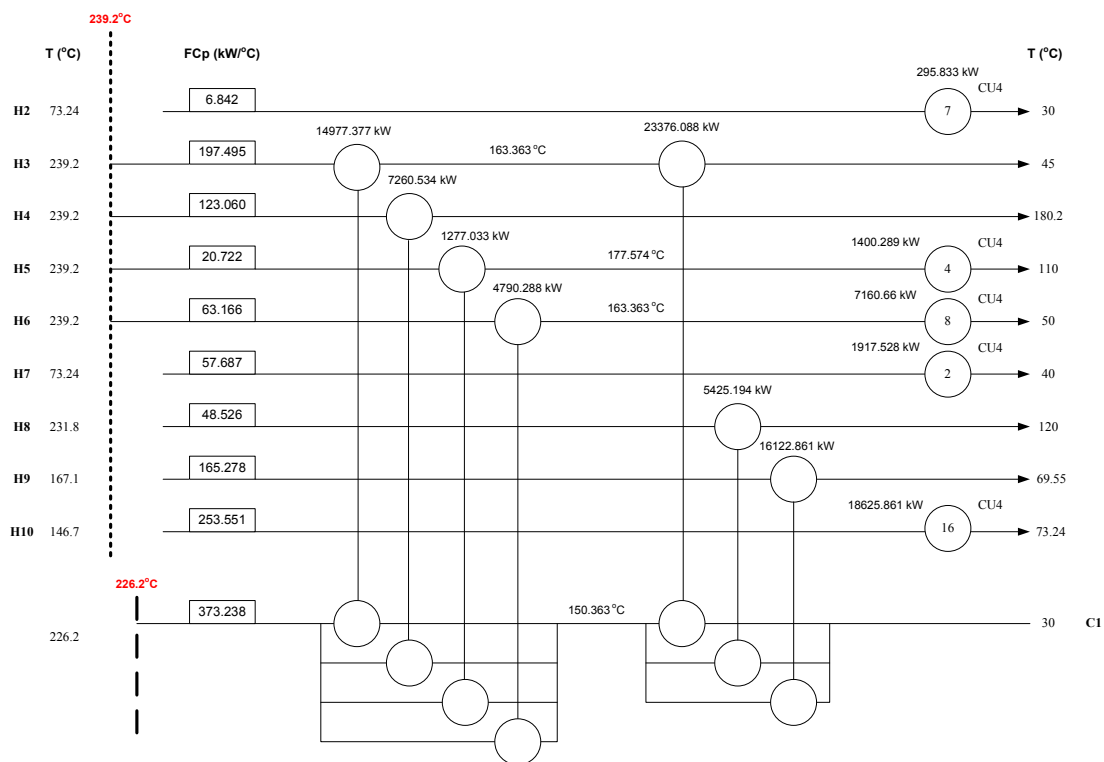 239.2°C
T (°C) FCp (kW/°C) T (°C)
295.833 kW CU4
H2 73.24 6.842 7 30
14977.377 kW 23376.088 kW
H3 239.2 197.495 163.363 °C 45
7260.534 kW
H4 239.2 123.060 180.2
1277.033 kW 1400.289 kW CU4
H5 239.2 20.722 177.574 °C 4 110
4790.288 kW 7160.66 kW CU4
H6 239.2 63.166 163.363 °C 8 50
1917.528 kW CU4
H7 73.24 57.687 2 40
5425.194 kW
H8 231.8 48.526 120
16122.861 kW
H9 167.1 165.278 69.55
18625.861 kW CU4
H10 146.7 253.551 16 73.24
226.2°C
373.238 150.363 °C
226.2 30 C1